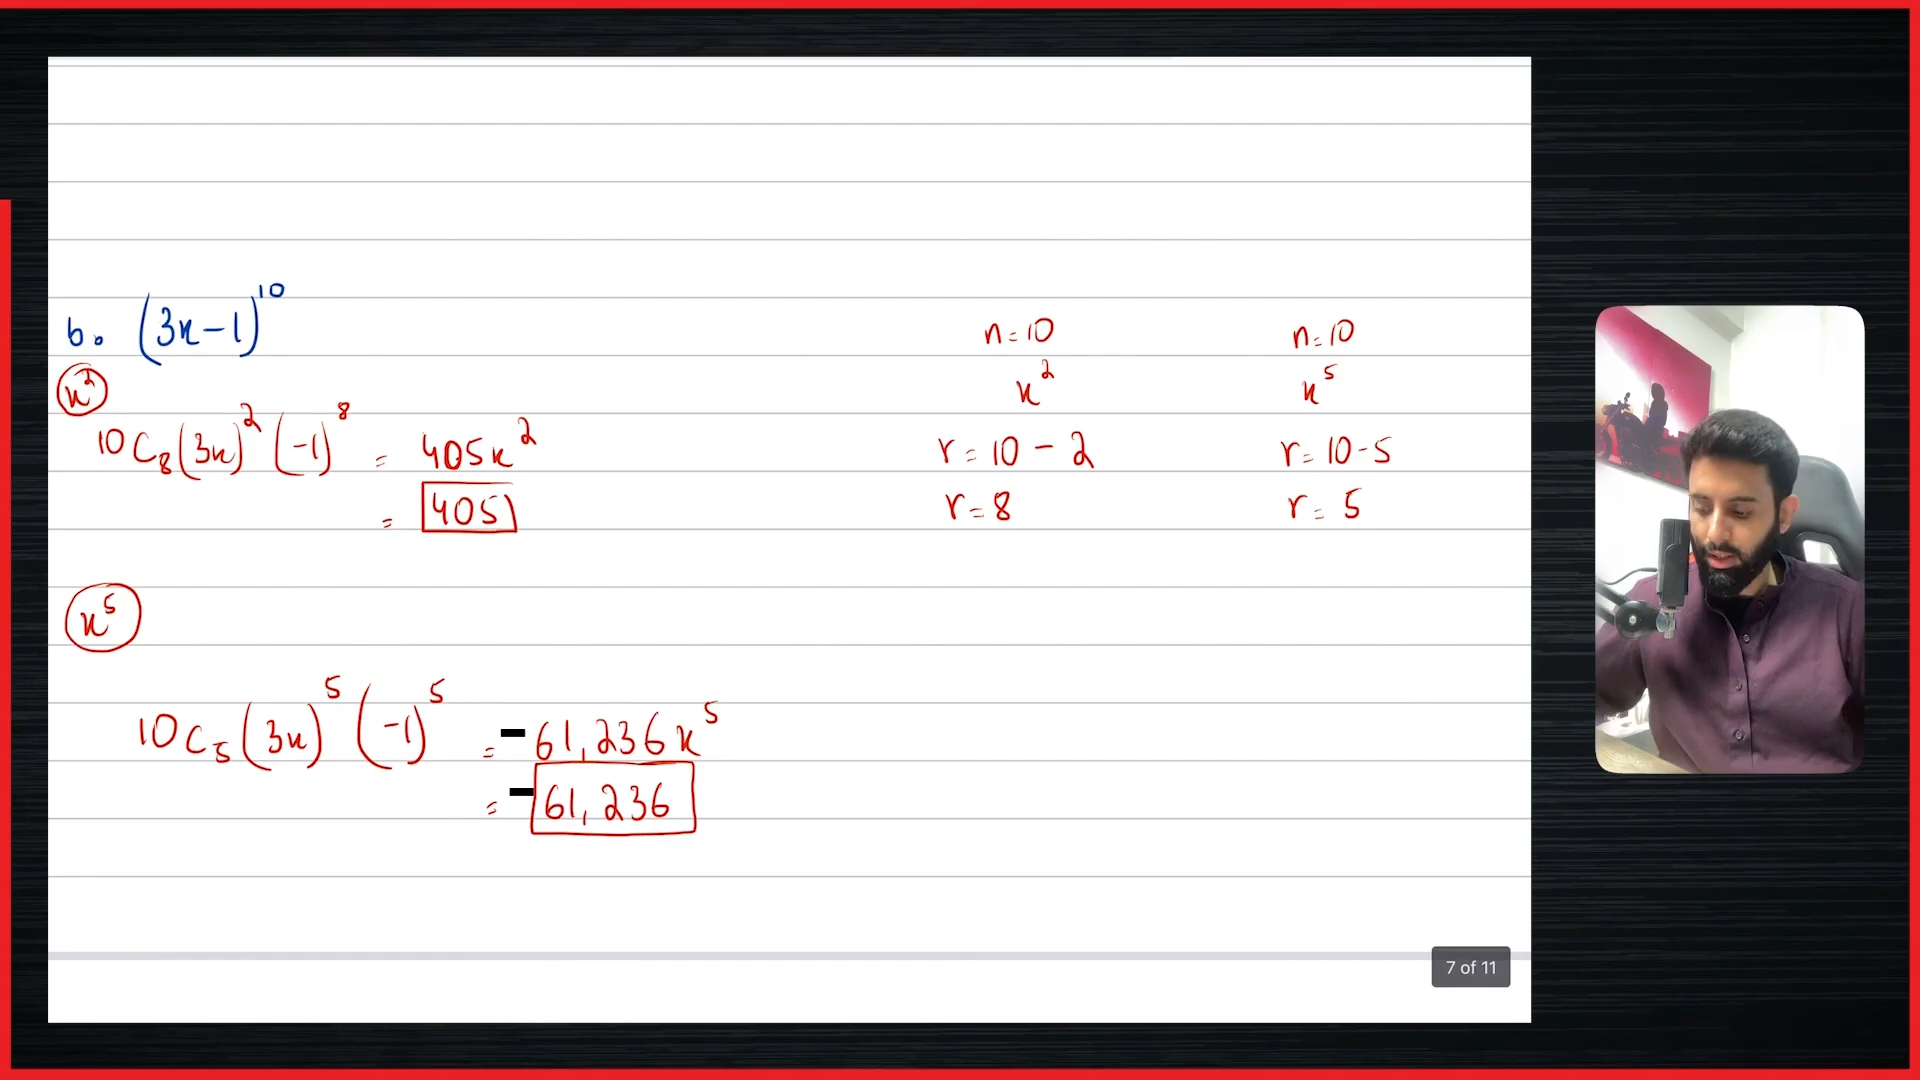 b. (3x-1)^10
x^2
10C₈(3x)^2 (-1)^8 = 405x^2
= 405
n=10
x^2
r=10-2
r=8
n=10
x^5
r=10-5
r=5
x^5
10C₅(3x)^5 (-1)^5 = -61,236x^5
= -61,236
7 of 11